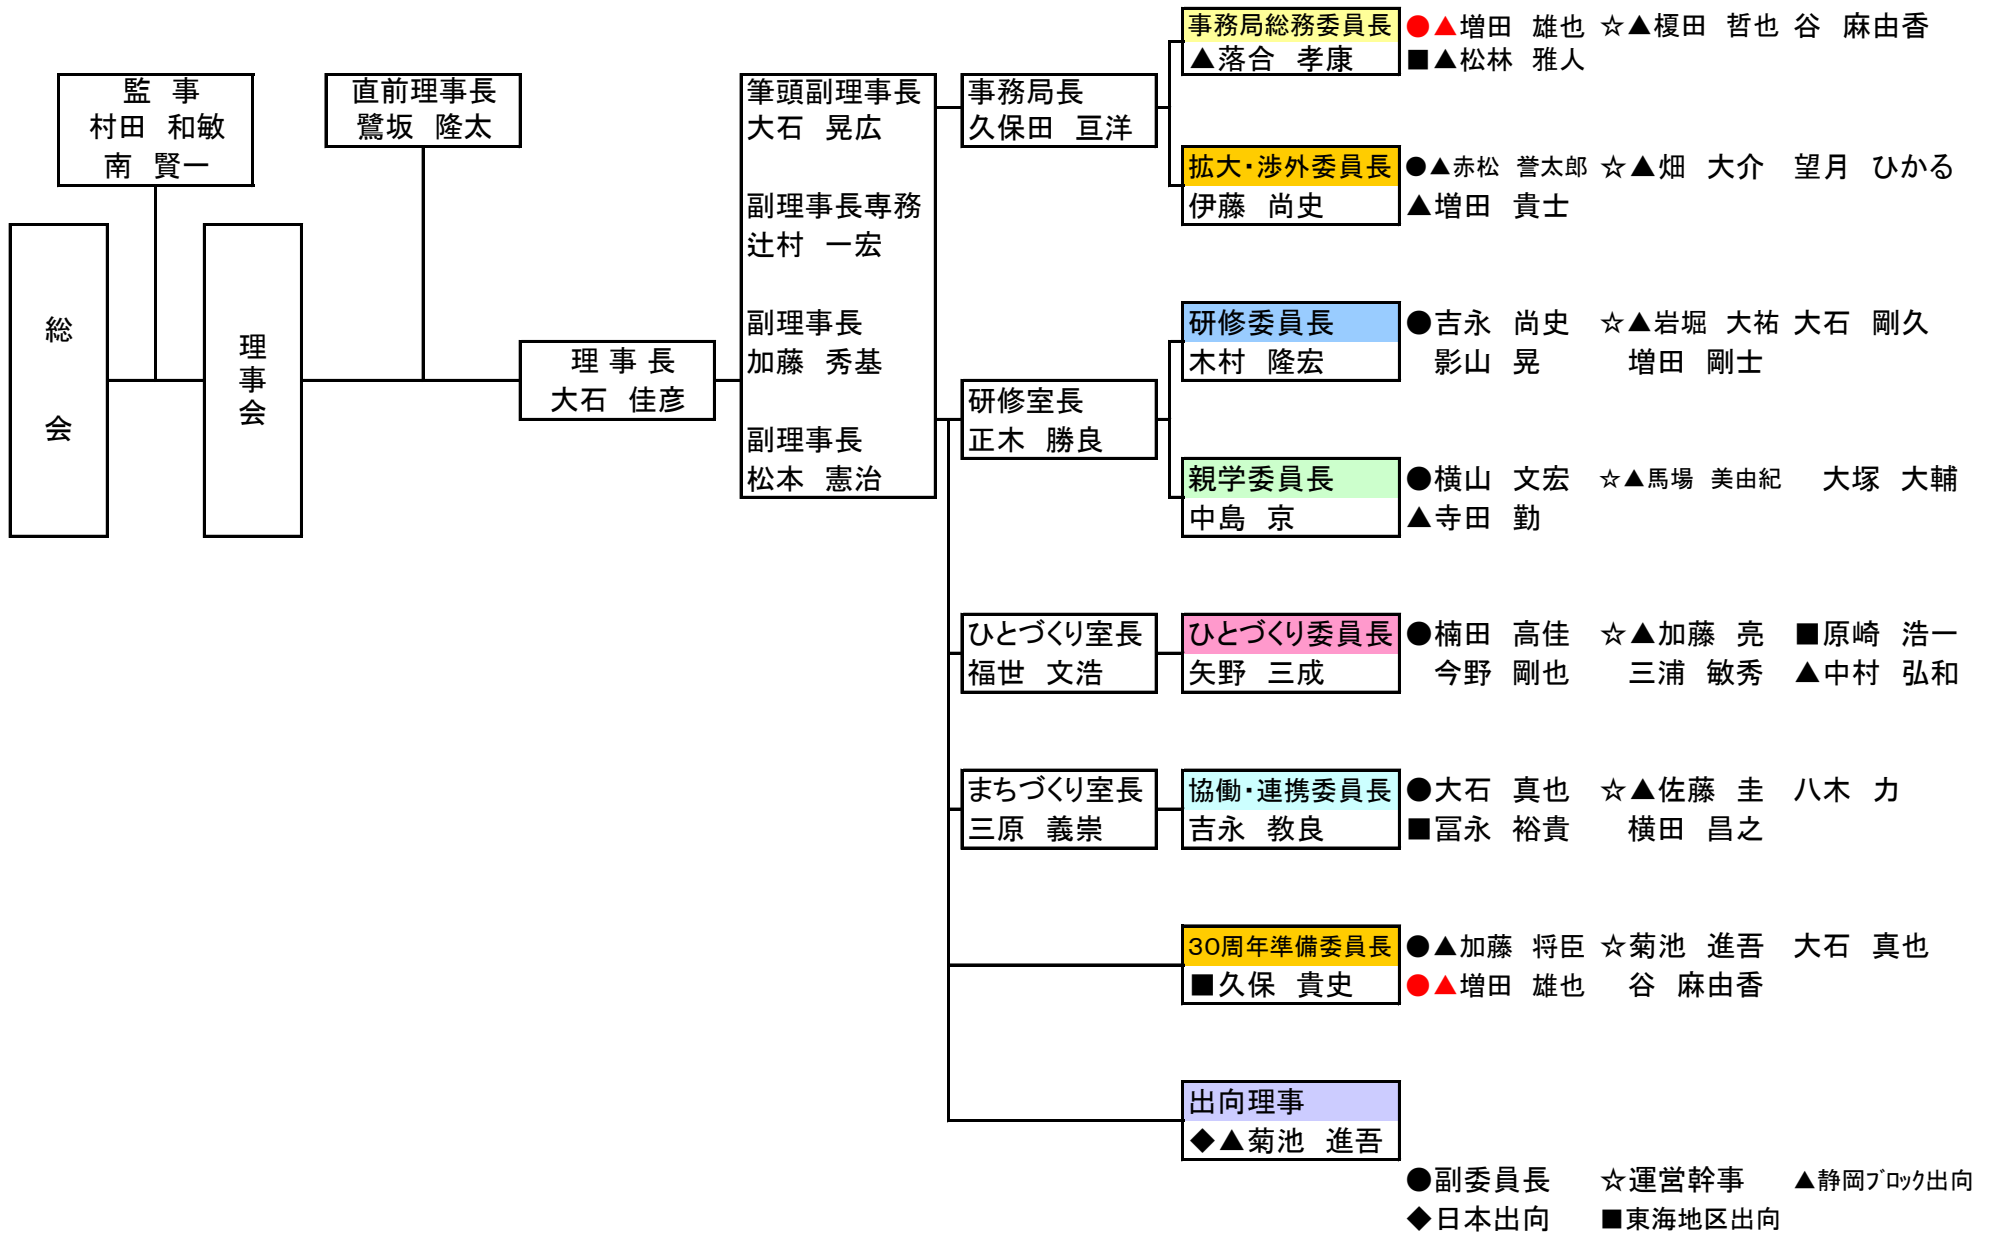 監　事
村田　和敏
南　賢一
直前理事長
鷺坂　隆太
総会
理事会
理 事 長
大石　佳彦
筆頭副理事長
大石　晃広
副理事長専務
辻村　一宏
副理事長
加藤　秀基
副理事長
松本　憲治
事務局長
久保田　亘洋
事務局総務委員長
▲落合　孝康
●▲増田　雄也 ☆▲榎田　哲也 谷　麻由香
■▲松林　雅人
拡大・渉外委員長
伊藤　尚史
●▲赤松　誉太郎 ☆▲畑　大介 望月　ひかる
▲増田　貴士
研修室長
正木　勝良
研修委員長
木村　隆宏
●吉永　尚史 ☆▲岩堀　大祐 大石　剛久
影山　晃 増田　剛士
親学委員長
中島　京
●横山　文宏 ☆▲馬場　美由紀 大塚　大輔
▲寺田　勤
ひとづくり室長
福世　文浩
ひとづくり委員長
矢野　三成
●楠田　高佳 ☆▲加藤　亮 ■原崎　浩一
今野　剛也 三浦　敏秀 ▲中村　弘和
まちづくり室長
三原　義崇
協働・連携委員長
吉永　教良
●大石　真也 ☆▲佐藤　圭 八木　力
■冨永　裕貴 横田　昌之
30周年準備委員長
■久保　貴史
●▲加藤　将臣 ☆菊池　進吾 大石　真也
●▲増田　雄也 谷　麻由香
出向理事
◆▲菊池　進吾
●副委員長 ☆運営幹事 ▲静岡ﾌﾞﾛｯｸ出向
◆日本出向 ■東海地区出向